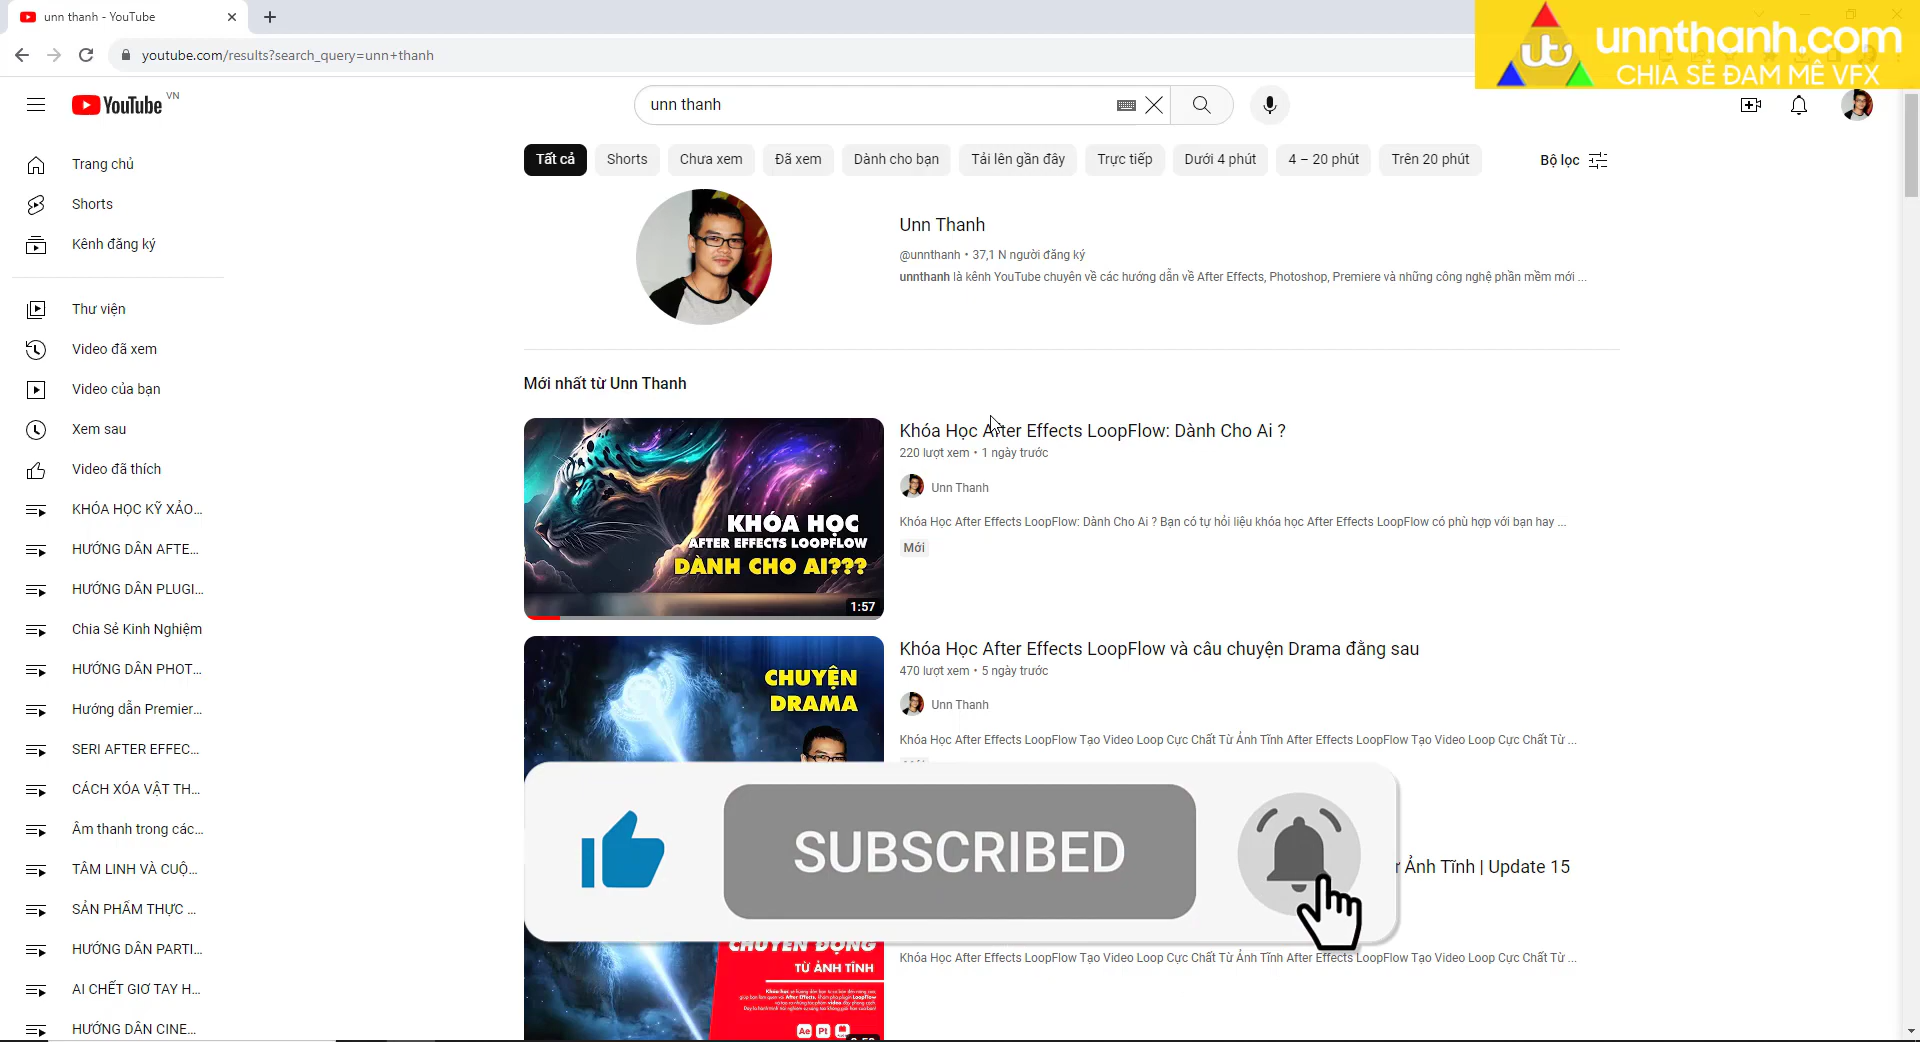 unn thanh - YouTube
youtube.com/results?search_query=unn+thanh
unnthanh.com
CHIA SẺ ĐAM MÊ VFX
YouTube VN
unn thanh
Tất cả
Shorts
Chưa xem
Đã xem
Dành cho bạn
Tải lên gần đây
Trực tiếp
Dưới 4 phút
4 – 20 phút
Trên 20 phút
Bộ lọc
Trang chủ
Shorts
Kênh đăng ký
Thư viện
Video đã xem
Video của bạn
Xem sau
Video đã thích
KHÓA HỌC KỸ XẢO...
HƯỚNG DẪN AFTE...
HƯỚNG DẪN PLUGI...
Chia Sẻ Kinh Nghiệm
HƯỚNG DẪN PHOT...
Hướng dẫn Premier...
SERI AFTER EFFEC...
CÁCH XÓA VẬT TH...
Âm thanh trong các...
TÂM LINH VÀ CUỘ...
SẢN PHẨM THỰC ...
HƯỚNG DẪN PARTI...
AI CHẾT GIƠ TAY H...
HƯỚNG DẪN CINE...
Unn Thanh
@unnthanh • 37,1 N người đăng ký
unnthanh là kênh YouTube chuyên về các hướng dẫn về After Effects, Photoshop, Premiere và những công nghệ phần mềm mới ...
Mới nhất từ Unn Thanh
KHÓA HỌC
AFTER EFFECTS LOOPFLOW
DÀNH CHO AI???
1:57
Khóa Học After Effects LoopFlow: Dành Cho Ai ?
220 lượt xem • 1 ngày trước
Unn Thanh
Khóa Học After Effects LoopFlow: Dành Cho Ai ? Bạn có tự hỏi liệu khóa học After Effects LoopFlow có phù hợp với bạn hay ...
Mới
CHUYỆN
DRAMA
Khóa Học After Effects LoopFlow và câu chuyện Drama đằng sau
470 lượt xem • 5 ngày trước
Unn Thanh
Khóa Học After Effects LoopFlow Tạo Video Loop Cực Chất Từ Ảnh Tĩnh After Effects LoopFlow Tạo Video Loop Cực Chất Từ ...
SUBSCRIBED
Ảnh Tĩnh | Update 15
CHUYỂN ĐỘNG
TỪ ẢNH TĨNH
Ae Pt
Khóa Học After Effects LoopFlow Tạo Video Loop Cực Chất Từ Ảnh Tĩnh After Effects LoopFlow Tạo Video Loop Cực Chất Từ ...